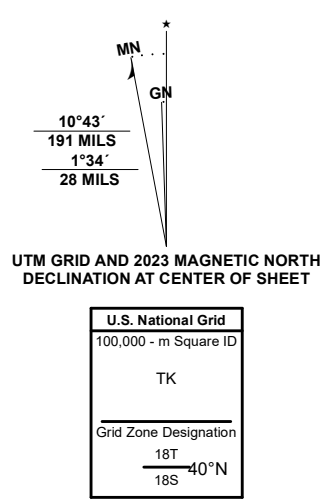 MN
GN
10°43´
191 MILS
1°34´
28 MILS
UTM GRID AND 2023 MAGNETIC NORTH
DECLINATION AT CENTER OF SHEET
U.S. National Grid
100,000 - m Square ID
TK
Grid Zone Designation
18T
40°N
18S